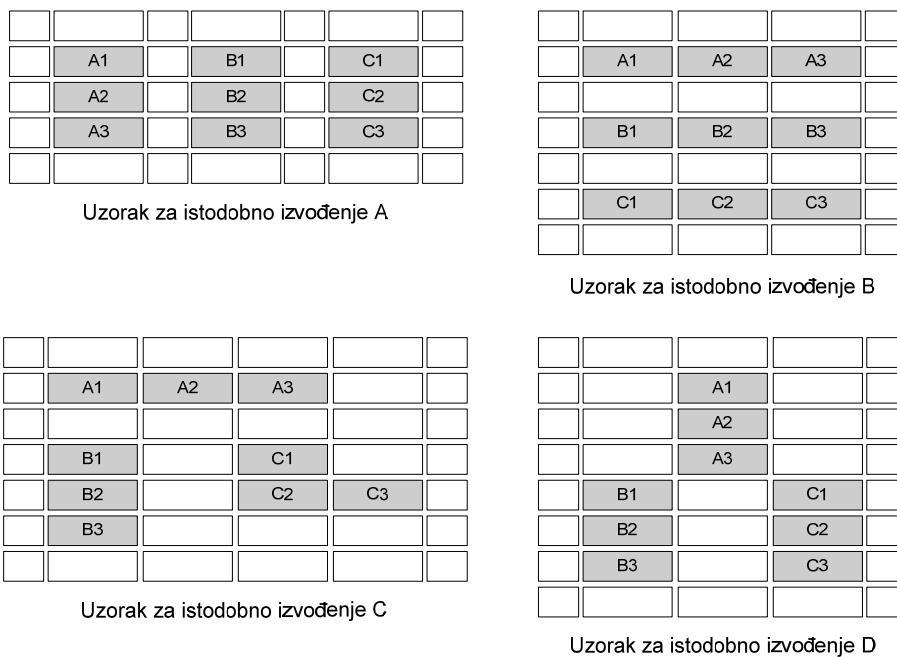 A1 B1 C1
A2 B2 C2
A3 B3 C3
Uzorak za istodobno izvođenje A
A1 A2 A3
B1 B2 B3
C1 C2 C3
Uzorak za istodobno izvođenje B
A1 A2 A3
B1 C1
B2 C2 C3
B3
Uzorak za istodobno izvođenje C
A1
A2
A3
B1 C1
B2 C2
B3 C3
Uzorak za istodobno izvođenje D